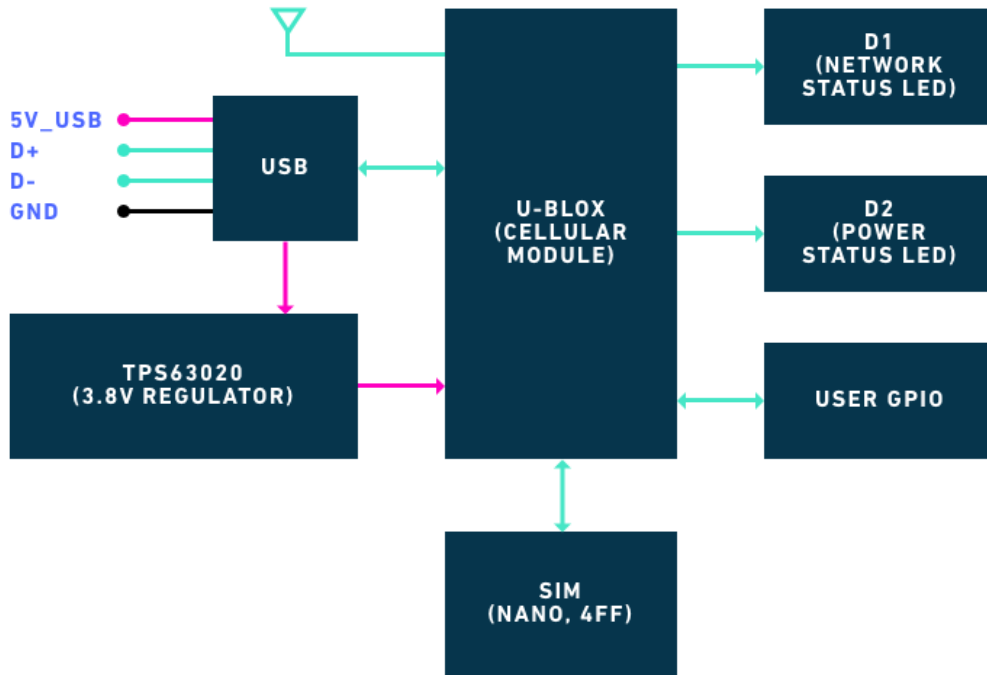 5V_USB
D+
D-
GND
USB
TPS63020
(3.8V REGULATOR)
U-BLOX
(CELLULAR
MODULE)
SIM
(NANO, 4FF)
D1
(NETWORK
STATUS LED)
D2
(POWER
STATUS LED)
USER GPIO